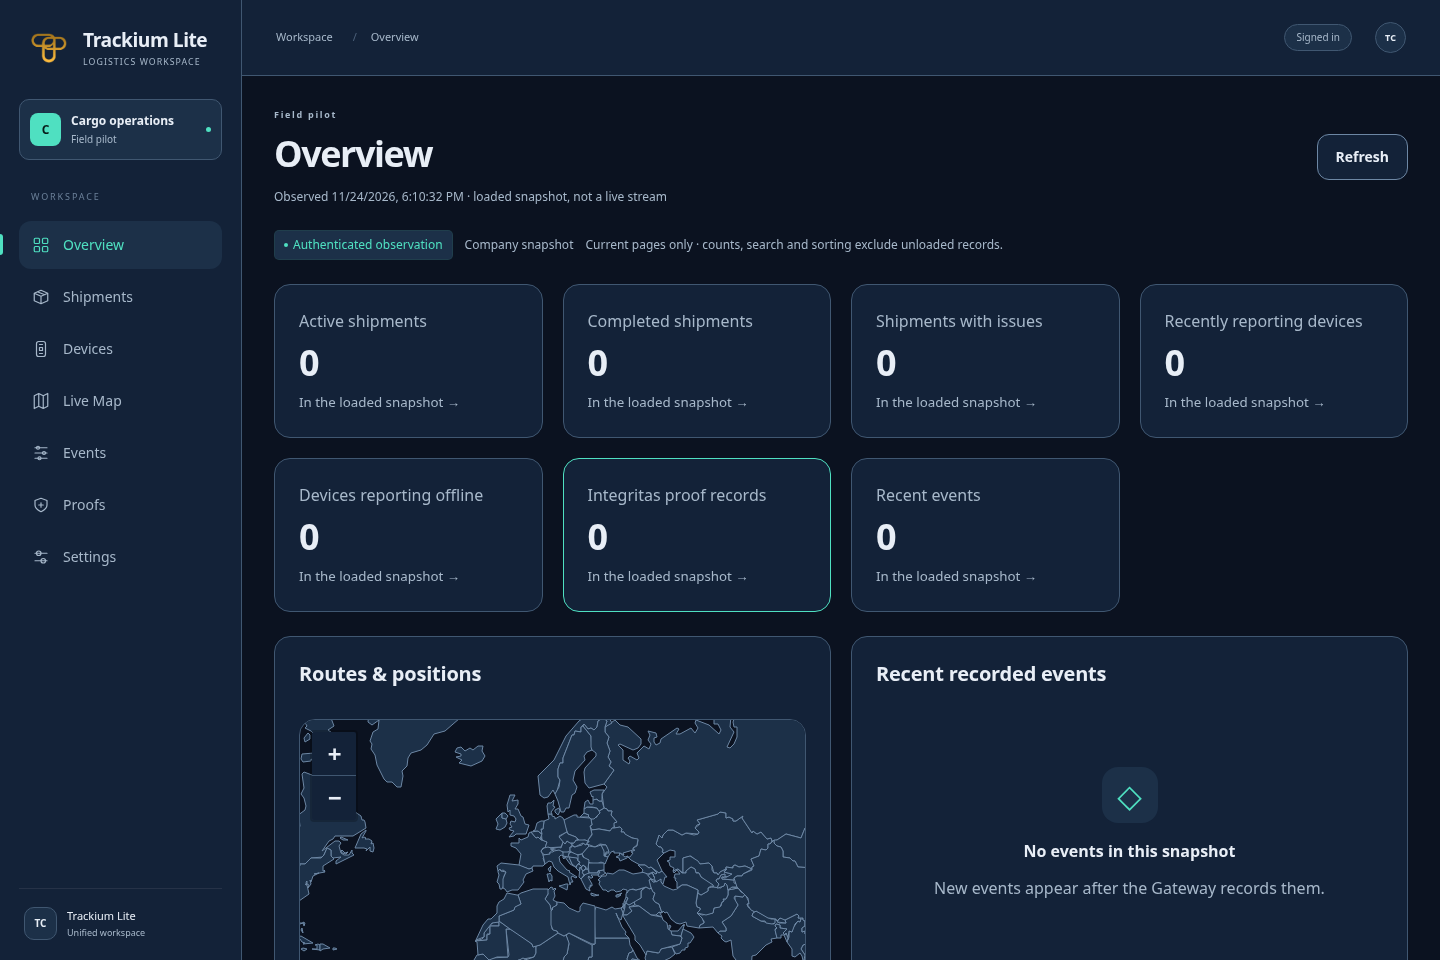 Trackium Lite
LOGISTICS WORKSPACE
C
Cargo operations
Field pilot
WORKSPACE
Overview
Shipments
Devices
Live Map
Events
Proofs
Settings
TC
Trackium Lite
Unified workspace
Workspace / Overview
Signed in
TC
Field pilot
Overview
Observed 11/24/2026, 6:10:32 PM · loaded snapshot, not a live stream
Refresh
Authenticated observation Company snapshot Current pages only · counts, search and sorting exclude unloaded records.
Active shipments
0
In the loaded snapshot →
Completed shipments
0
In the loaded snapshot →
Shipments with issues
0
In the loaded snapshot →
Recently reporting devices
0
In the loaded snapshot →
Devices reporting offline
0
In the loaded snapshot →
Integritas proof records
0
In the loaded snapshot →
Recent events
0
In the loaded snapshot →
Routes & positions
+
−
Recent recorded events
No events in this snapshot
New events appear after the Gateway records them.